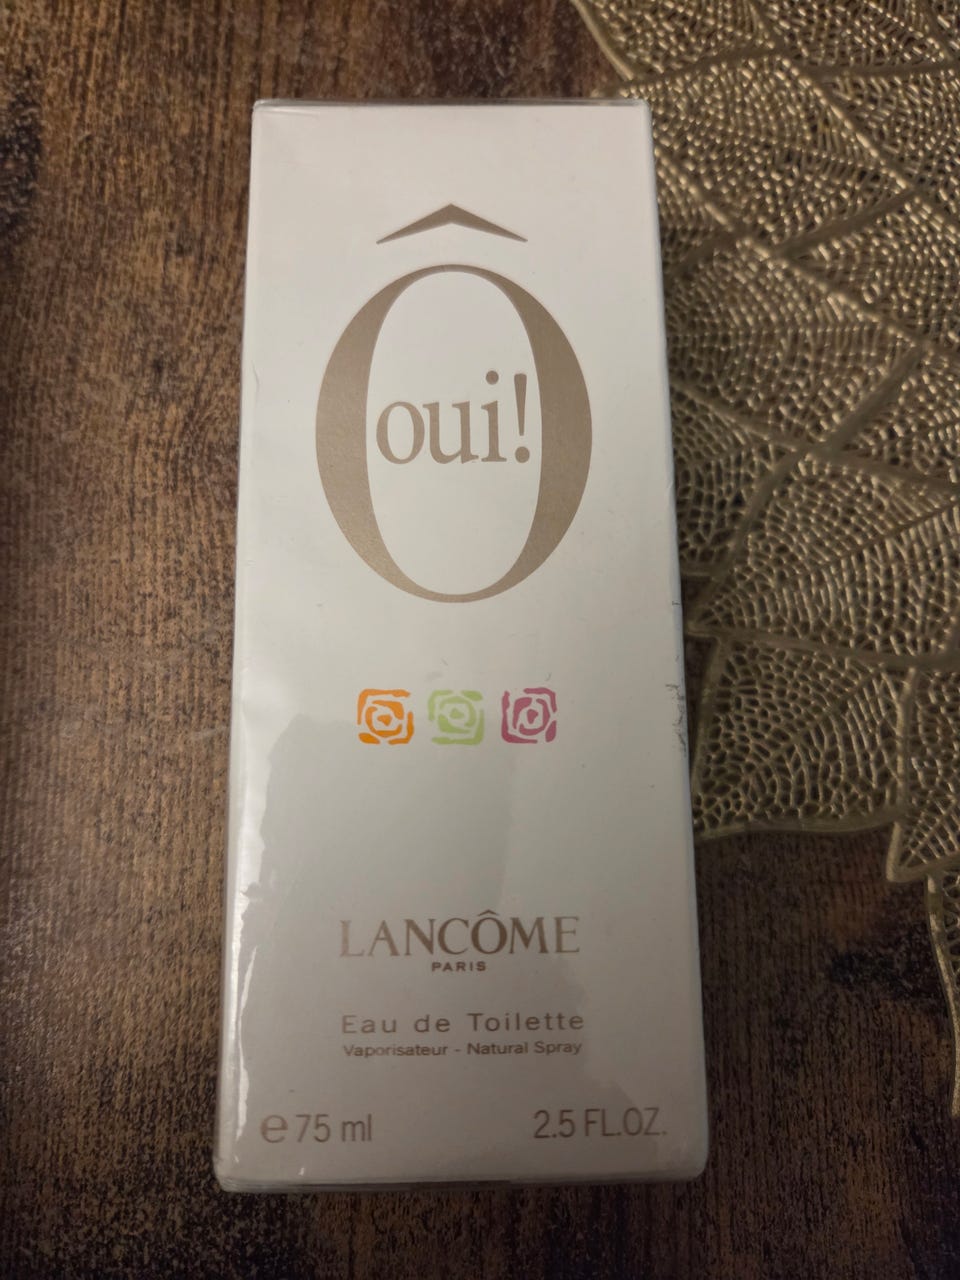 Ô
oui!
LANCÔME
PARIS
Eau de Toilette
Vaporisateur - Natural Spray
℮ 75 ml 2.5 FL.OZ.